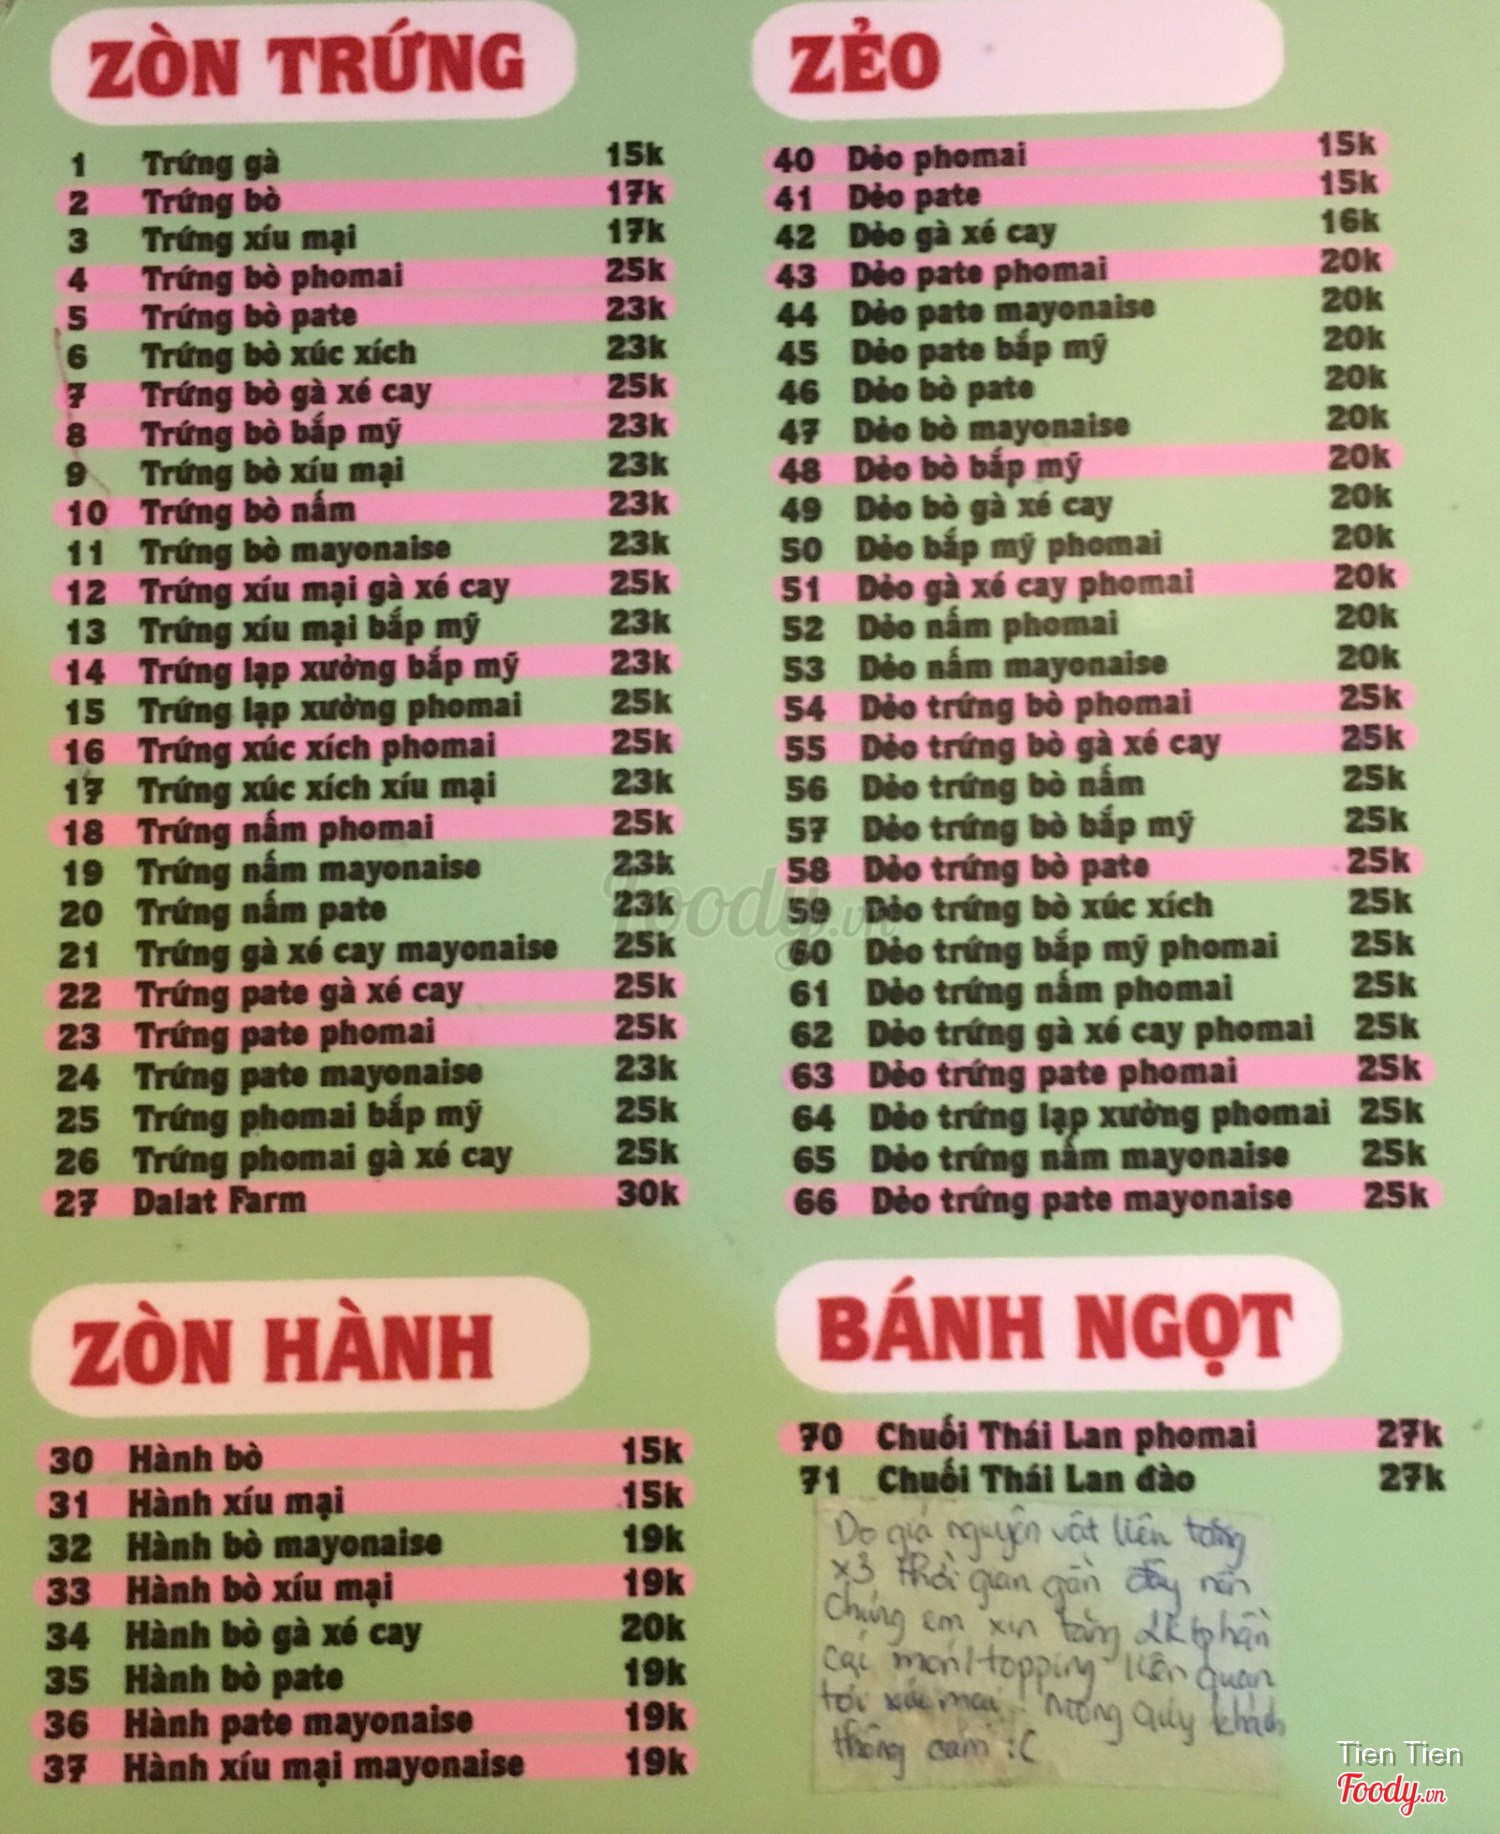 ZÒN TRỨNG
1 Trứng gà 15k
2 Trứng bò 17k
3 Trứng xíu mại 17k
4 Trứng bò phomai 25k
5 Trứng bò pate 23k
6 Trứng bò xúc xích 23k
7 Trứng bò gà xé cay 25k
8 Trứng bò bắp mỹ 23k
9 Trứng bò xíu mại 23k
10 Trứng bò nấm 23k
11 Trứng bò mayonaise 23k
12 Trứng xíu mại gà xé cay 25k
13 Trứng xíu mại bắp mỹ 23k
14 Trứng lạp xưởng bắp mỹ 23k
15 Trứng lạp xưởng phomai 25k
16 Trứng xúc xích phomai 25k
17 Trứng xúc xích xíu mại 23k
18 Trứng nấm phomai 25k
19 Trứng nấm mayonaise 23k
20 Trứng nấm pate 23k
21 Trứng gà xé cay mayonaise 25k
22 Trứng pate gà xé cay 25k
23 Trứng pate phomai 25k
24 Trứng pate mayonaise 23k
25 Trứng phomai bắp mỹ 25k
26 Trứng phomai gà xé cay 25k
27 Dalat Farm 30k
ZÒN HÀNH
30 Hành bò 15k
31 Hành xíu mại 15k
32 Hành bò mayonaise 19k
33 Hành bò xíu mại 19k
34 Hành bò gà xé cay 20k
35 Hành bò pate 19k
36 Hành pate mayonaise 19k
37 Hành xíu mại mayonaise 19k
ZẺO
40 Dẻo phomai 15k
41 Dẻo pate 15k
42 Dẻo gà xé cay 16k
43 Dẻo pate phomai 20k
44 Dẻo pate mayonaise 20k
45 Dẻo pate bắp mỹ 20k
46 Dẻo bò pate 20k
47 Dẻo bò mayonaise 20k
48 Dẻo bò bắp mỹ 20k
49 Dẻo bò gà xé cay 20k
50 Dẻo bắp mỹ phomai 20k
51 Dẻo gà xé cay phomai 20k
52 Dẻo nấm phomai 20k
53 Dẻo nấm mayonaise 20k
54 Dẻo trứng bò phomai 25k
55 Dẻo trứng bò gà xé cay 25k
56 Dẻo trứng bò nấm 25k
57 Dẻo trứng bò bắp mỹ 25k
58 Dẻo trứng bò pate 25k
59 Dẻo trứng bò xúc xích 25k
60 Dẻo trứng bắp mỹ phomai 25k
61 Dẻo trứng nấm phomai 25k
62 Dẻo trứng gà xé cay phomai 25k
63 Dẻo trứng pate phomai 25k
64 Dẻo trứng lạp xưởng phomai 25k
65 Dẻo trứng nấm mayonaise 25k
66 Dẻo trứng pate mayonaise 25k
BÁNH NGỌT
70 Chuối Thái Lan phomai 27k
71 Chuối Thái Lan đào 27k
Do giá nguyên vật liệu tăng
x3 thời gian gần đây nên
chúng em xin tăng 2k/phần
các món/topping liên quan
tới Mong quý khách
thông cảm :(
foody.vn
Tien Tien
Foody.vn